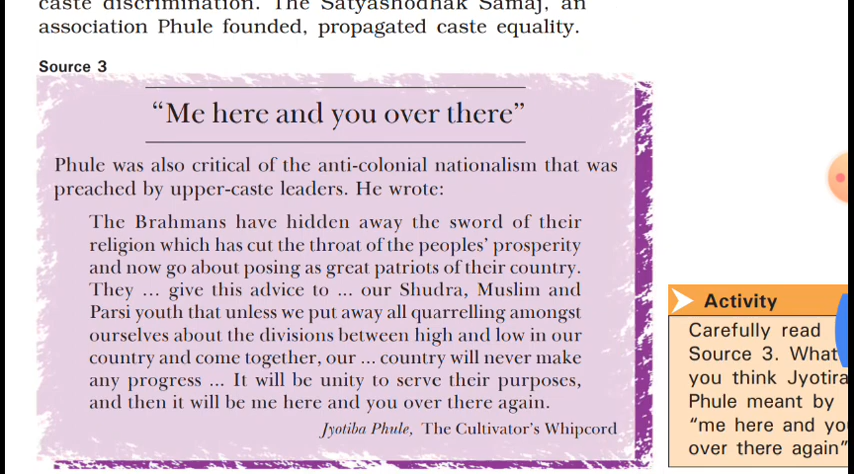 caste discrimination. The Satyashodhak Samaj, an
association Phule founded, propagated caste equality.
Source 3
“Me here and you over there”
Phule was also critical of the anti-colonial nationalism that was
preached by upper-caste leaders. He wrote:
The Brahmans have hidden away the sword of their
religion which has cut the throat of the peoples’ prosperity
and now go about posing as great patriots of their country.
They ... give this advice to ... our Shudra, Muslim and
Parsi youth that unless we put away all quarrelling amongst
ourselves about the divisions between high and low in our
country and come together, our ... country will never make
any progress ... It will be unity to serve their purposes,
and then it will be me here and you over there again.
Jyotiba Phule, The Cultivator’s Whipcord
Activity
Carefully read
Source 3. What
you think Jyotira
Phule meant by
“me here and yo
over there again”